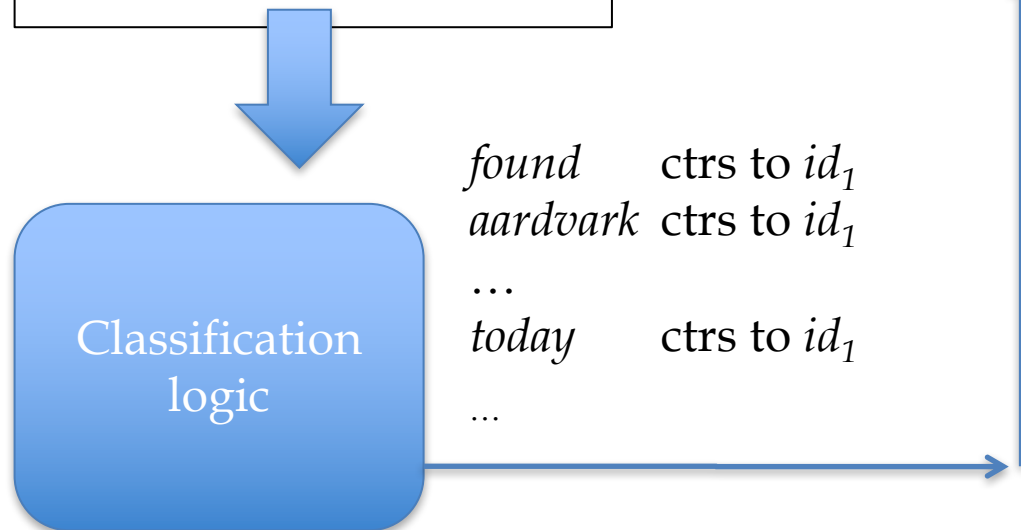 found ctrs to id₁
aardvark ctrs to id₁
…
today ctrs to id₁
…
Classification
logic